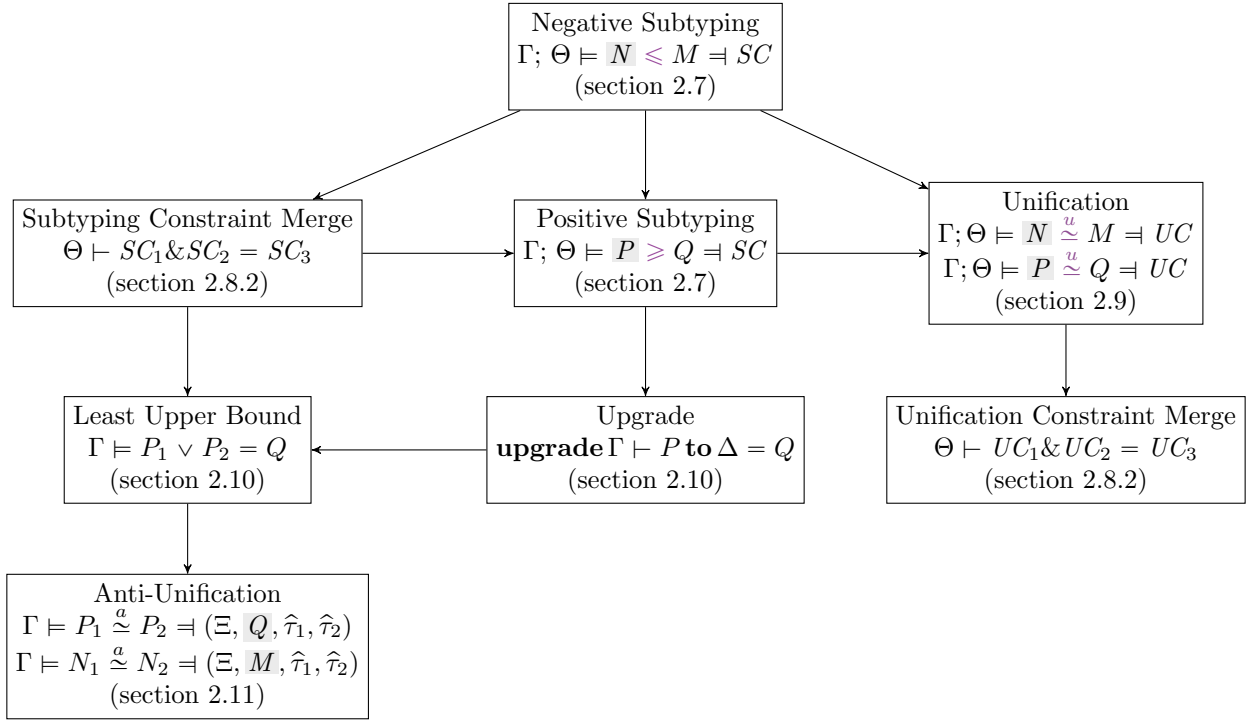 Negative Subtyping
Γ; Θ ⊨ N ⩽ M ⫤ SC
(section 2.7)
Subtyping Constraint Merge
Θ ⊢ SC₁&SC₂ = SC₃
(section 2.8.2)
Positive Subtyping
Γ; Θ ⊨ P ⩾ Q ⫤ SC
(section 2.7)
Unification
Γ; Θ ⊨ N ≃ᵘ M ⫤ UC
Γ; Θ ⊨ P ≃ᵘ Q ⫤ UC
(section 2.9)
Least Upper Bound
Γ ⊨ P₁ ∨ P₂ = Q
(section 2.10)
Upgrade
upgrade Γ ⊢ P to Δ = Q
(section 2.10)
Unification Constraint Merge
Θ ⊢ UC₁&UC₂ = UC₃
(section 2.8.2)
Anti-Unification
Γ ⊨ P₁ ≃ᵃ P₂ ⫤ (Ξ, Q, τ̂₁, τ̂₂)
Γ ⊨ N₁ ≃ᵃ N₂ ⫤ (Ξ, M, τ̂₁, τ̂₂)
(section 2.11)